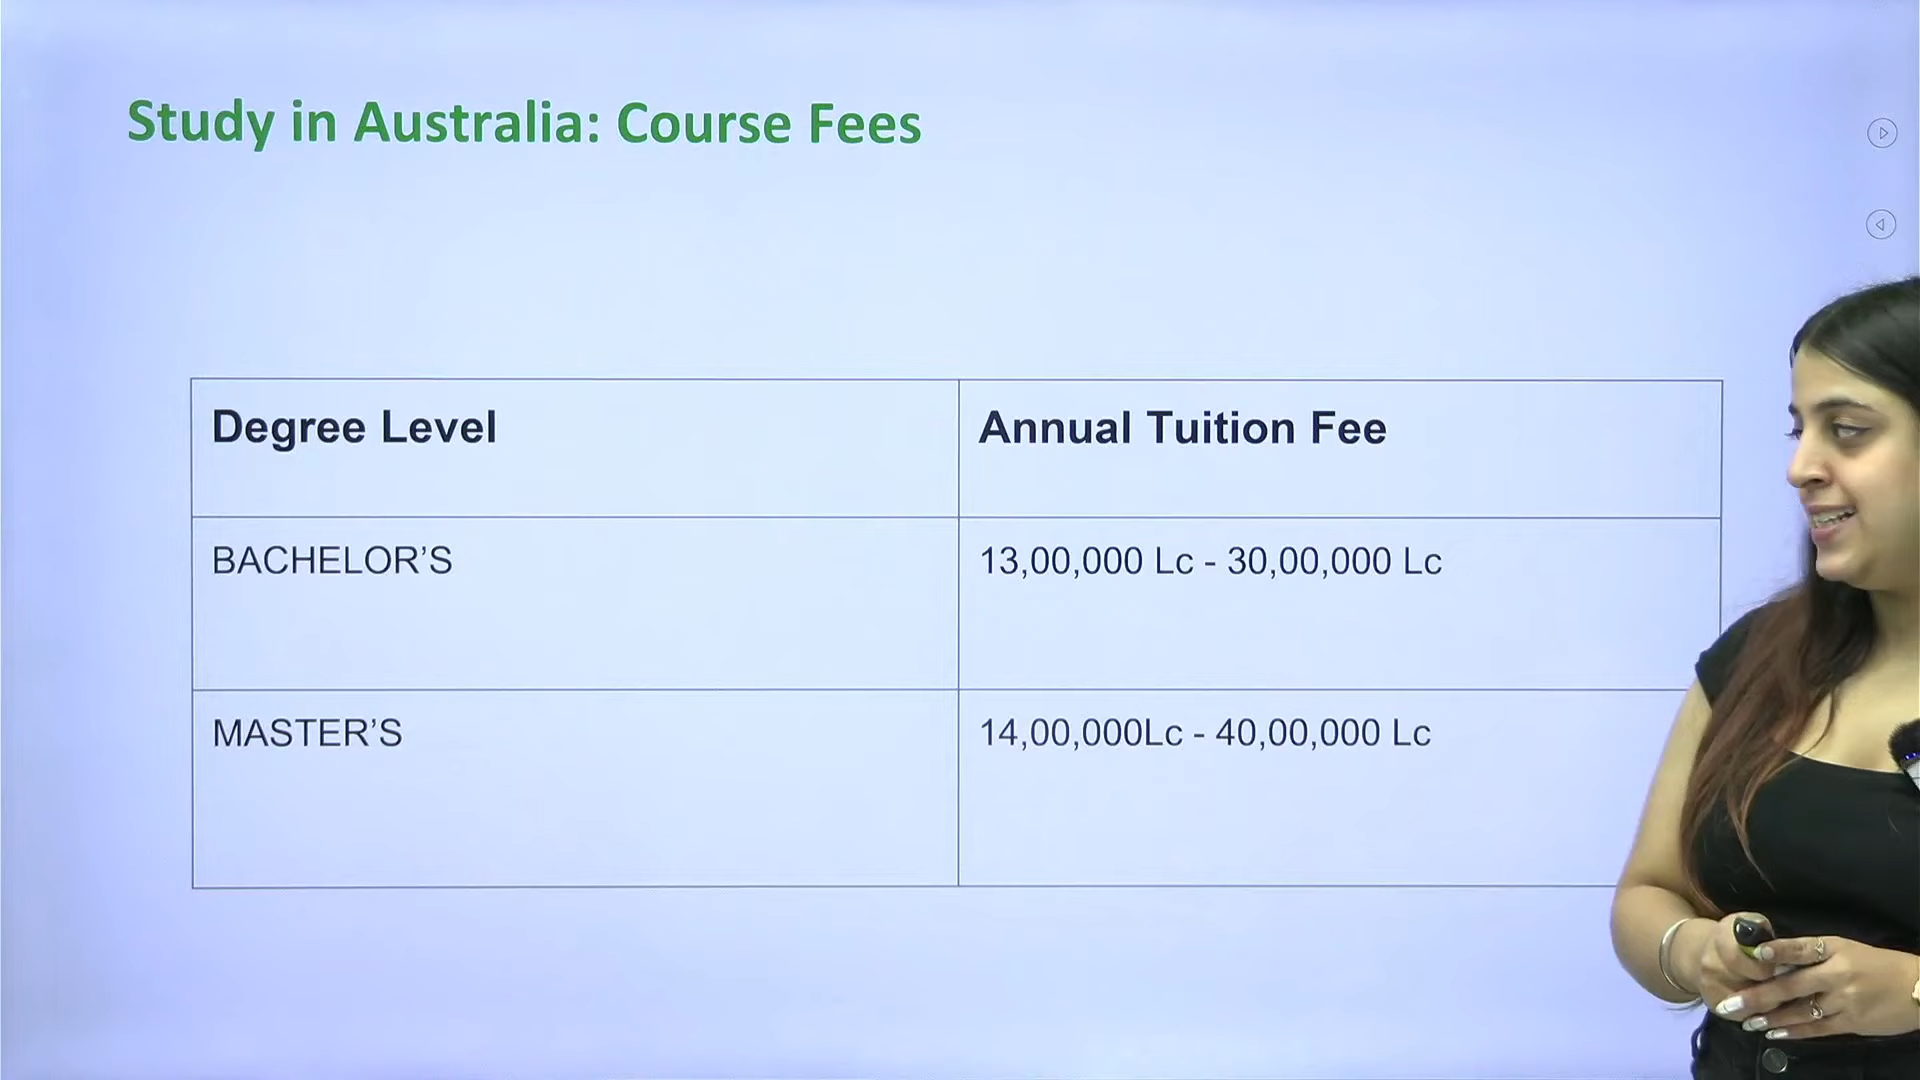 Study in Australia: Course Fees
Degree Level
Annual Tuition Fee
BACHELOR’S
13,00,000 Lc - 30,00,000 Lc
MASTER’S
14,00,000Lc - 40,00,000 Lc